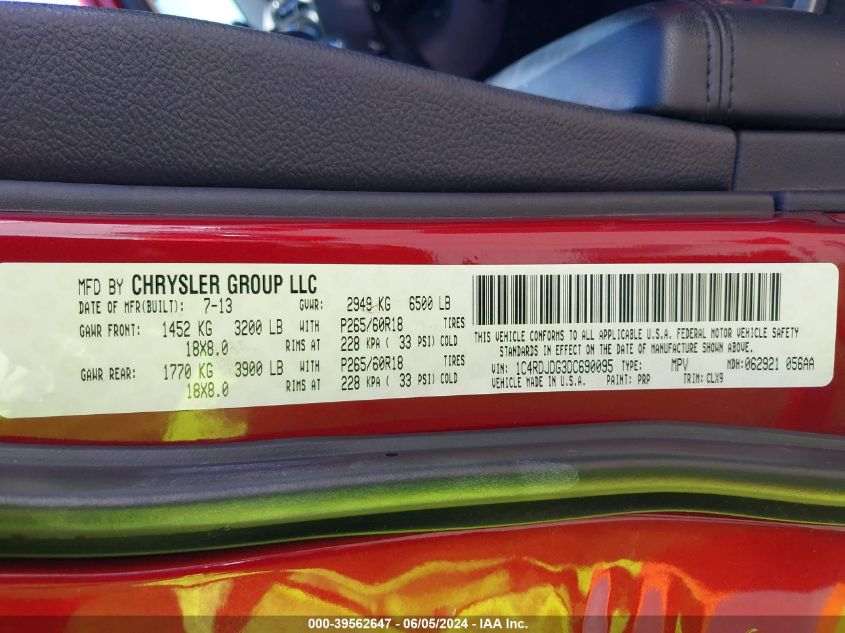 MFD BY CHRYSLER GROUP LLC
DATE OF MFR(BUILT): 7-13 GVWR: 2949 KG 6500 LB
GAWR FRONT: 1452 KG 3200 LB WITH P265/60R18 TIRES
18X8.0 RIMS AT 228 KPA ( 33 PSI) COLD
GAWR REAR: 1770 KG 3900 LB WITH P265/60R18 TIRES
18X8.0 RIMS AT 228 KPA ( 33 PSI) COLD
THIS VEHICLE CONFORMS TO ALL APPLICABLE U.S.A. FEDERAL MOTOR VEHICLE SAFETY
STANDARDS IN EFFECT ON THE DATE OF MANUFACTURE SHOWN ABOVE
VIN: 1C4RDJDG3DC690095 TYPE: MPV MDH:062921 056AA
VEHICLE MADE IN U.S.A. PAINT: PRP TRIM: CLX9
000-39562647 - 06/05/2024 - IAA Inc.